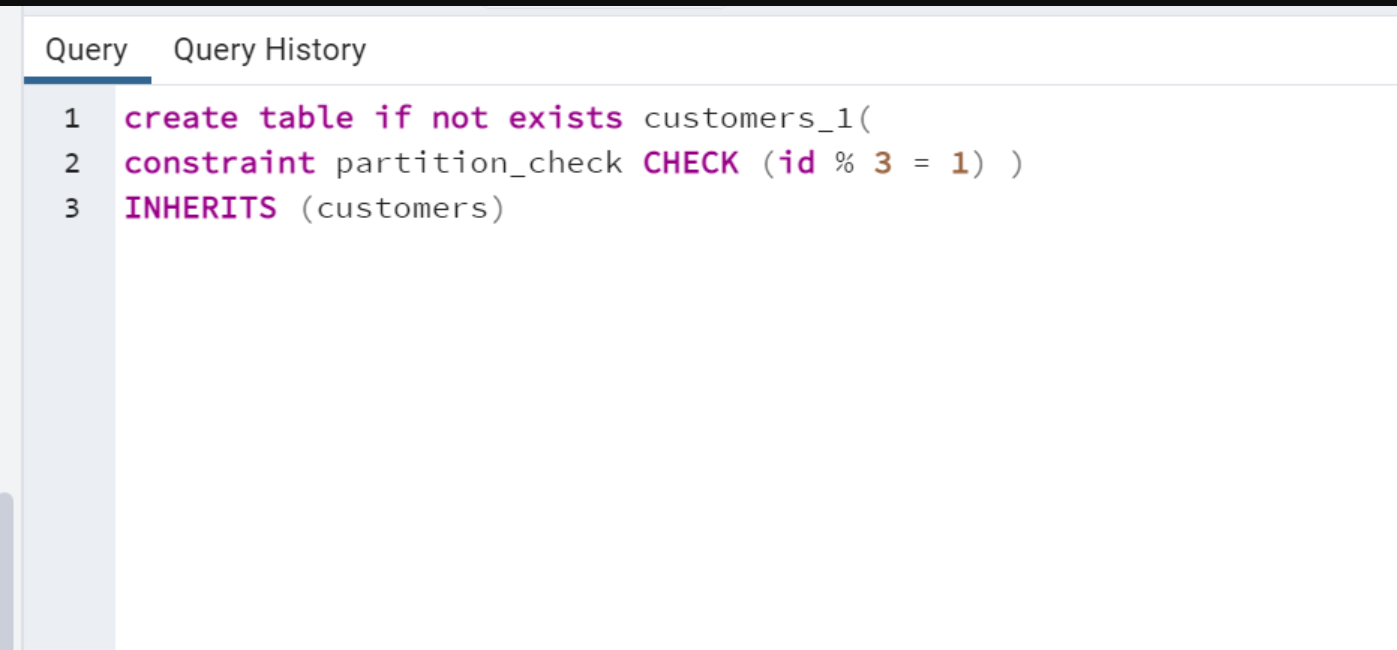 Query Query History
1 create table if not exists customers_1(
2 constraint partition_check CHECK (id % 3 = 1) )
3 INHERITS (customers)